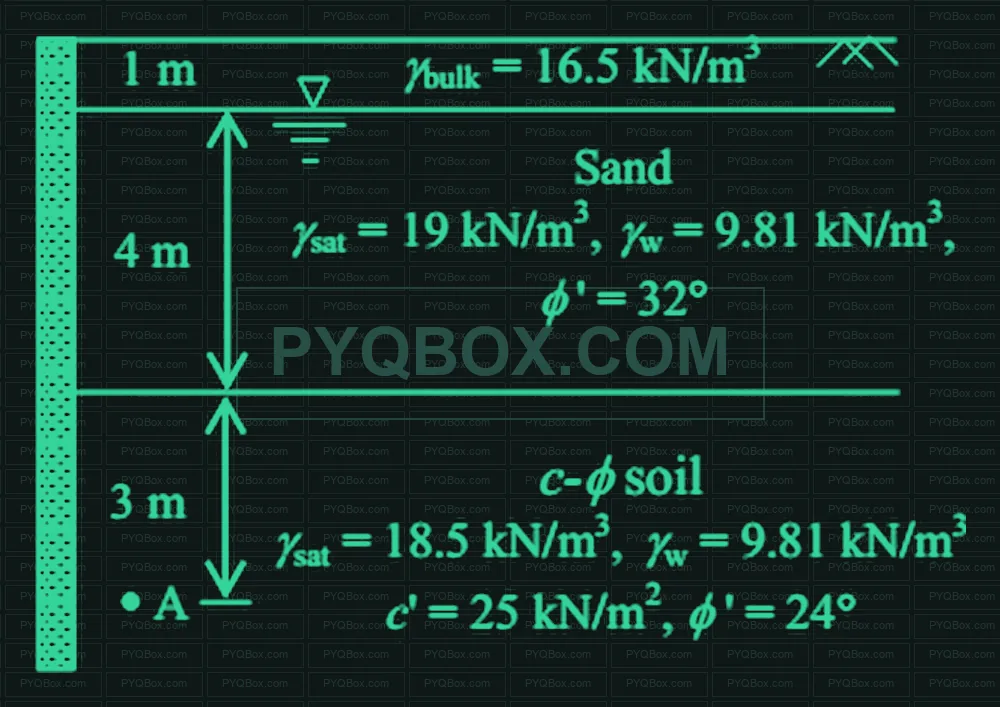 1 m
γbulk = 16.5 kN/m³
Sand
γsat = 19 kN/m³, γw = 9.81 kN/m³,
4 m
ϕ' = 32°
PYQBOX.COM
c-ϕ soil
3 m
γsat = 18.5 kN/m³, γw = 9.81 kN/m³
A
c' = 25 kN/m², ϕ' = 24°